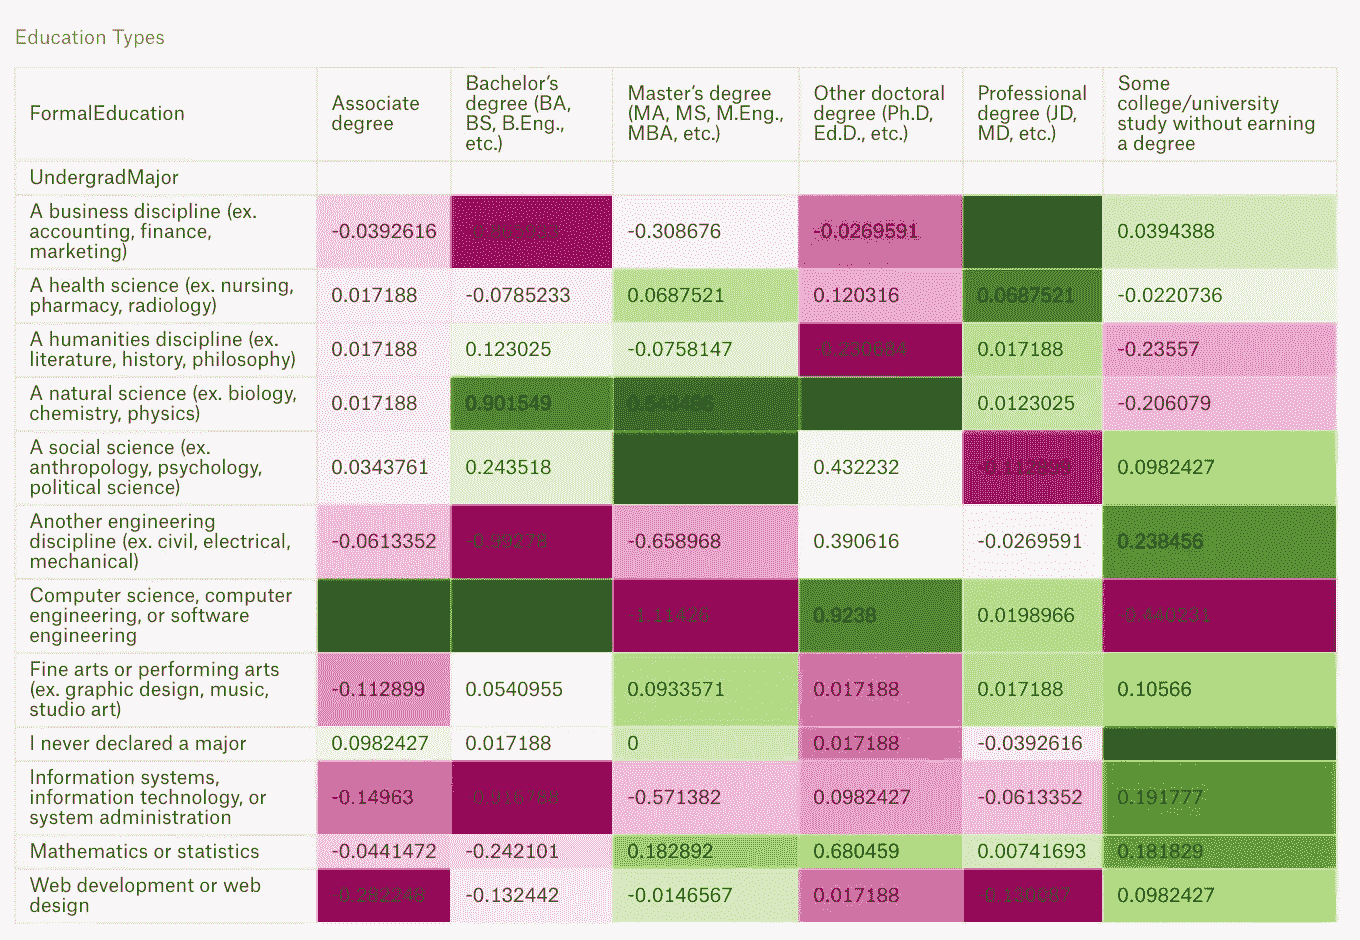 Education Types
FormalEducation
Associate
degree
Bachelor's
degree (BA,
BS, B.Eng.,
etc.)
Master's degree
(MA, MS, M.Eng.,
MBA, etc.)
Other doctoral
degree (Ph.D,
Ed.D., etc.)
Professional
degree (JD,
MD, etc.)
Some
college/university
study without earning
a degree
UndergradMajor
A business discipline (ex.
accounting, finance,
marketing)
-0.0392616
-0.308676
-0.0269591
0.0394388
A health science (ex. nursing,
pharmacy, radiology)
0.017188
-0.0785233
0.0687521
0.120316
0.0687521
-0.0220736
A humanities discipline (ex.
literature, history, philosophy)
0.017188
0.123025
-0.0758147
-0.230684
0.017188
-0.23557
A natural science (ex. biology,
chemistry, physics)
0.017188
0.901549
0.0123025
-0.206079
A social science (ex.
anthropology, psychology,
political science)
0.0343761
0.243518
0.432232
0.0982427
Another engineering
discipline (ex. civil, electrical,
mechanical)
-0.0613352
-0.99278
-0.658968
0.390616
-0.0269591
0.238456
Computer science, computer
engineering, or software
engineering
-1.11426
0.9238
0.0198966
Fine arts or performing arts
(ex. graphic design, music,
studio art)
-0.112899
0.0540955
0.0933571
0.017188
0.017188
0.10566
I never declared a major
0.0982427
0.017188
0
0.017188
-0.0392616
Information systems,
information technology, or
system administration
-0.14963
-0.571382
0.0982427
-0.0613352
0.191777
Mathematics or statistics
-0.0441472
-0.242101
0.182892
0.680459
0.00741693
0.181829
Web development or web
design
-0.132442
-0.0146567
0.017188
0.0982427